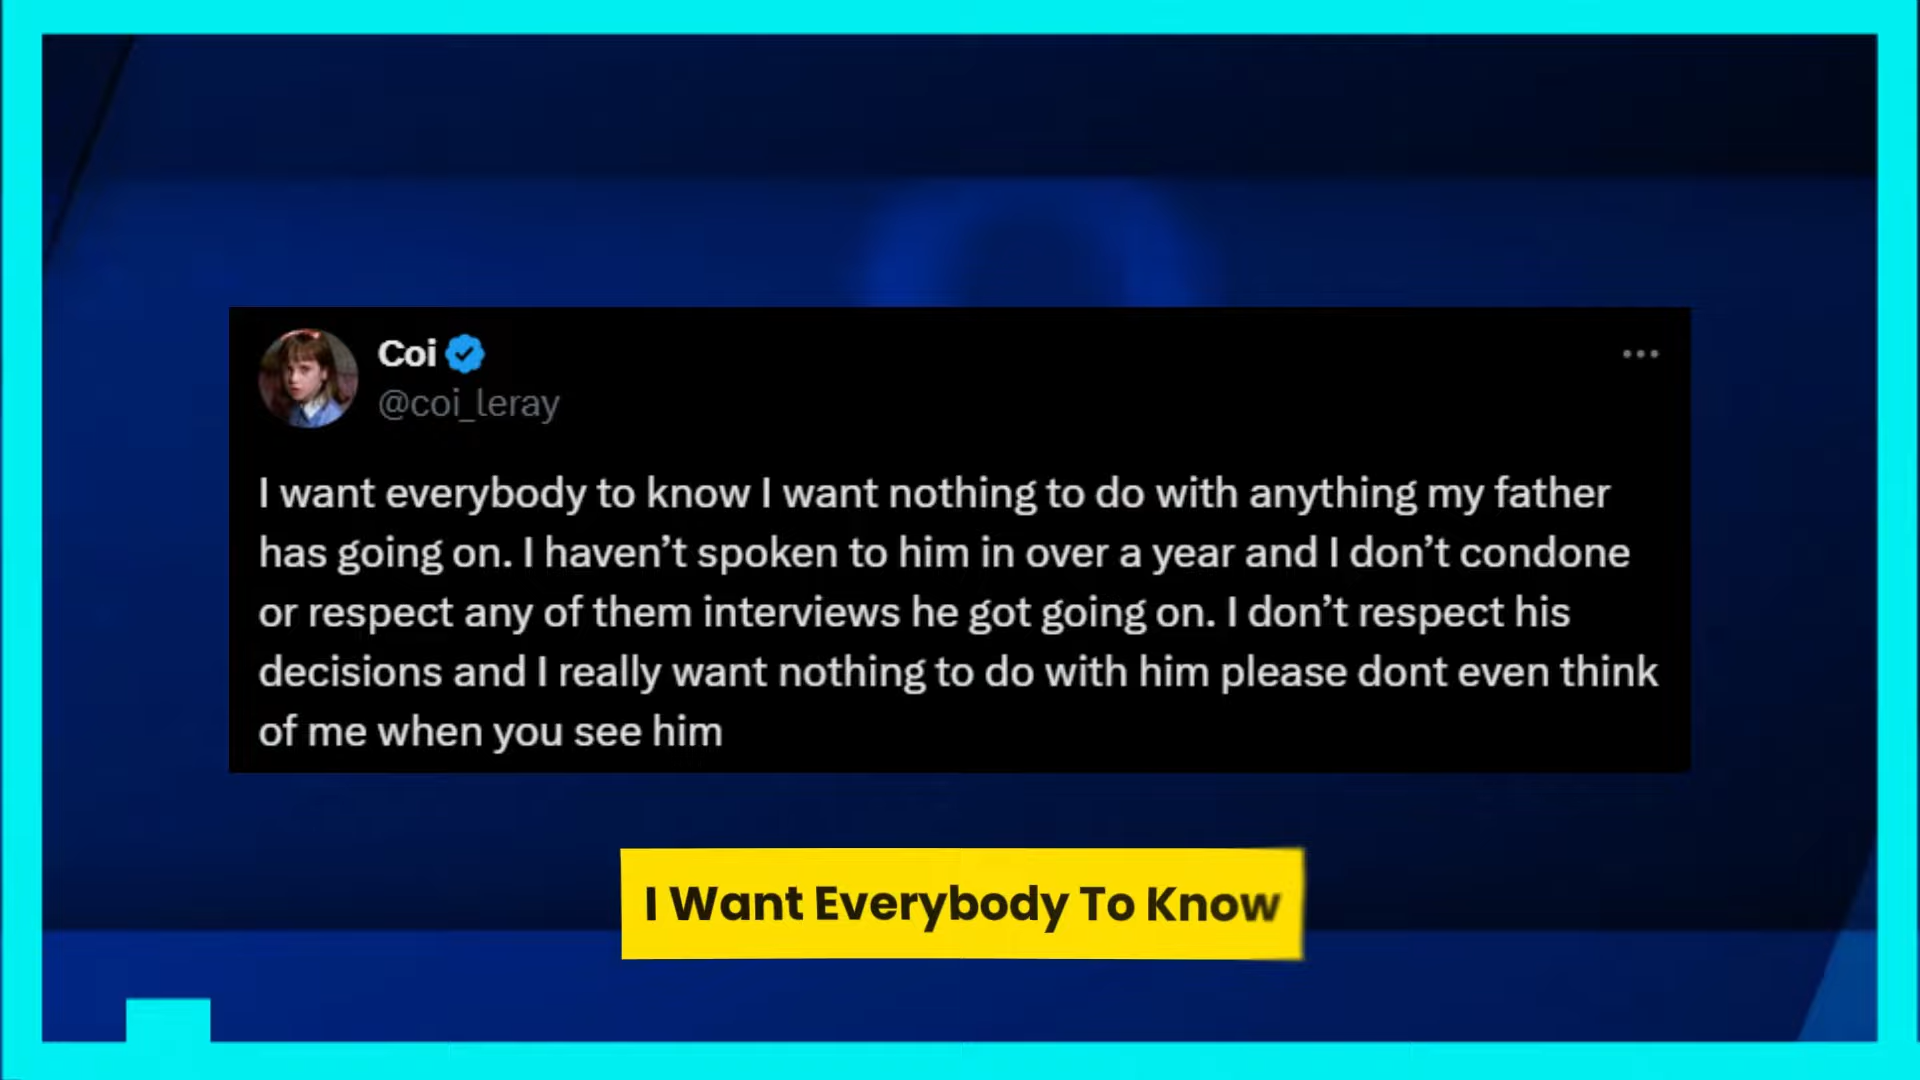 Coi
@coi_leray
I want everybody to know I want nothing to do with anything my father
has going on. I haven’t spoken to him in over a year and I don’t condone
or respect any of them interviews he got going on. I don’t respect his
decisions and I really want nothing to do with him please dont even think
of me when you see him
I Want Everybody To Know